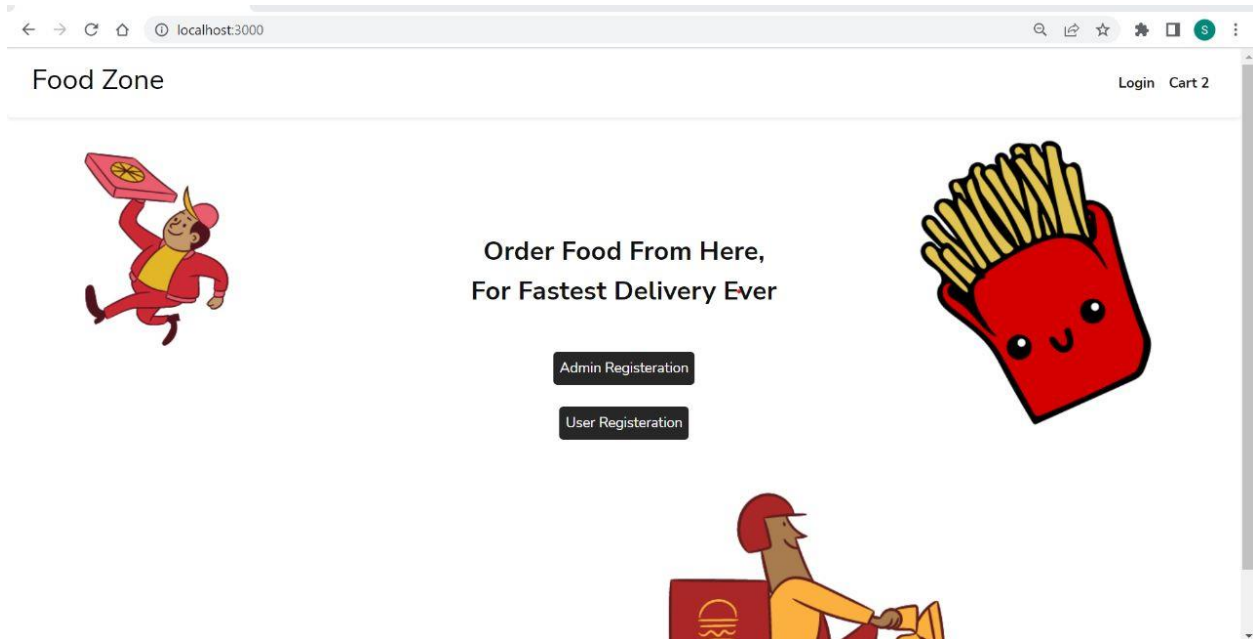 localhost:3000
S
Food Zone
Login Cart 2
Order Food From Here,
For Fastest Delivery Ever
Admin Registeration
User Registeration